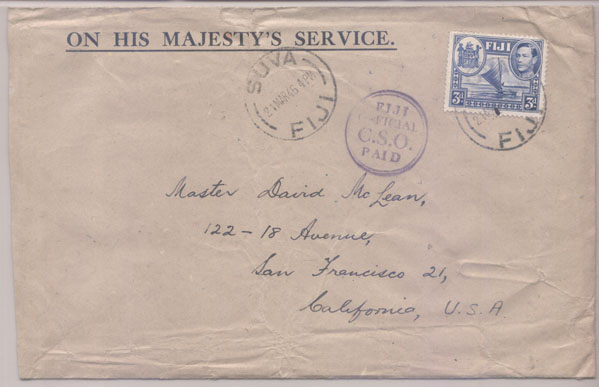 ON HIS MAJESTY'S SERVICE.
SUVA
FIJI
FIJI
OFFICIAL
C.S.O.
PAID
FIJI
3D
FIJI
Master David McLean,
122-18 Avenue,
San Francisco 21,
California, U.S.A.